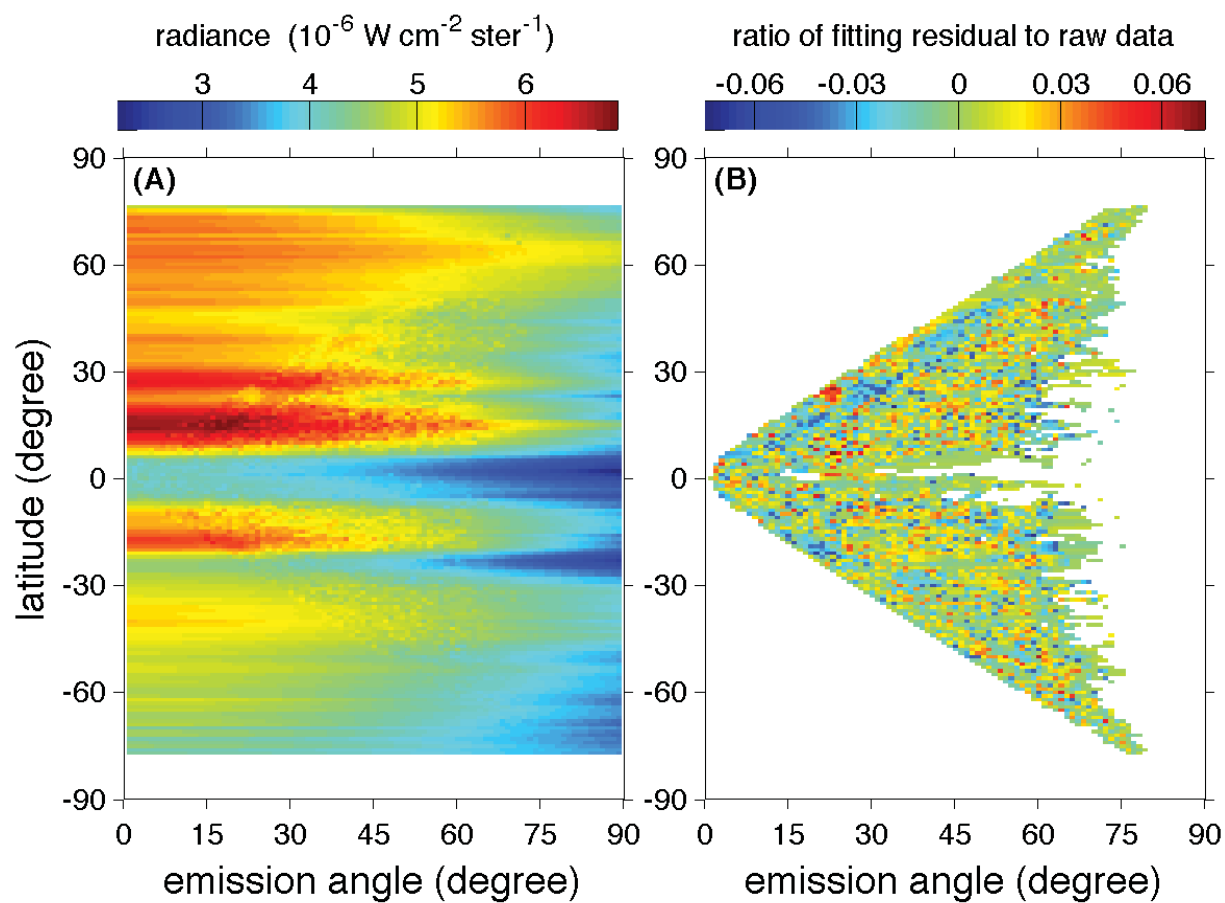 radiance (10⁻⁶ W cm⁻² ster⁻¹)
3 4 5 6
ratio of fitting residual to raw data
-0.06 -0.03 0 0.03 0.06
(A)
90
60
30
0
-30
-60
-90
latitude (degree)
0 15 30 45 60 75 90
emission angle (degree)
(B)
90
60
30
0
-30
-60
-90
0 15 30 45 60 75 90
emission angle (degree)